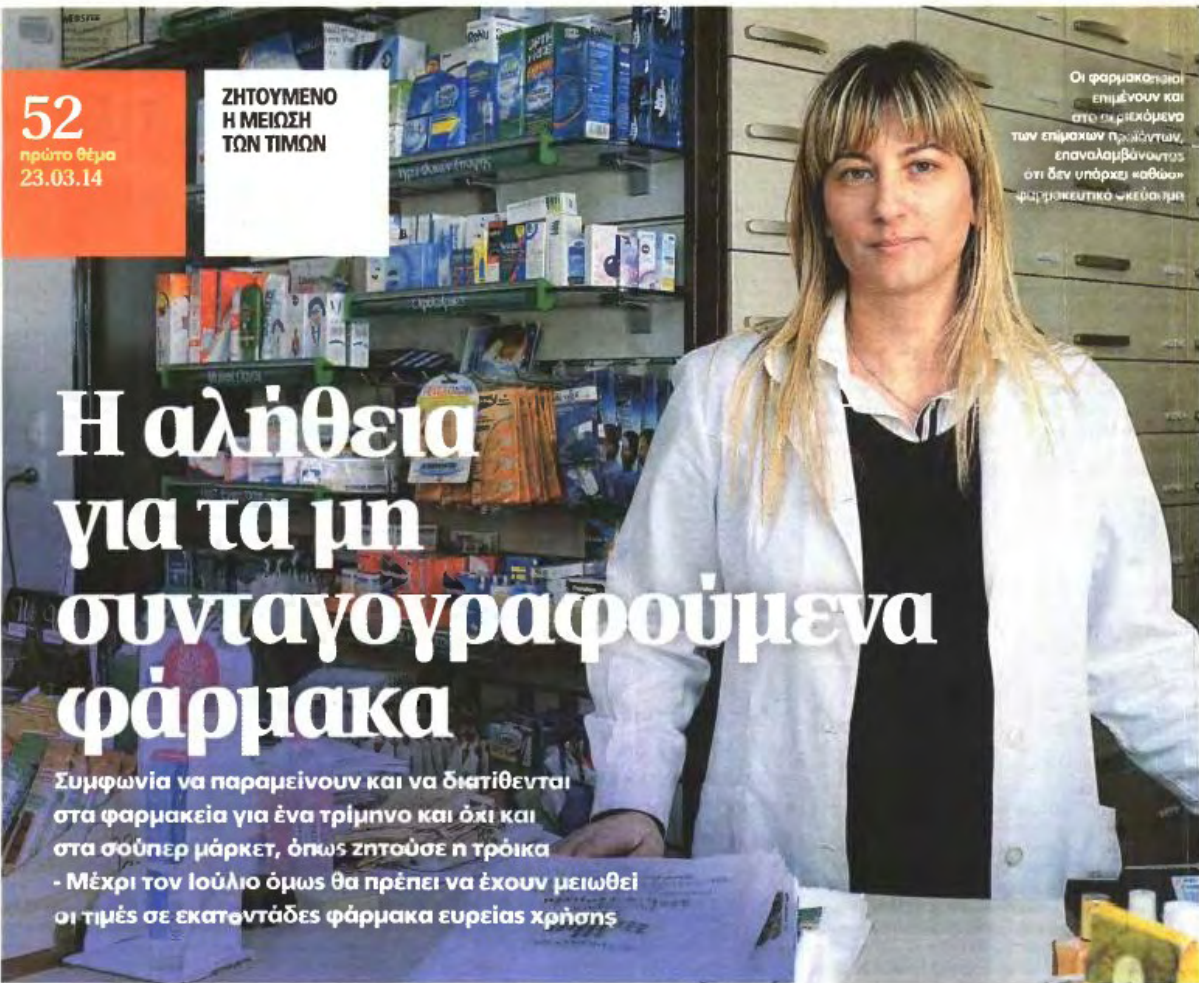 52
πρώτο θέμα
23.03.14
ΖΗΤΟΥΜΕΝΟ
Η ΜΕΙΩΣΗ
ΤΩΝ ΤΙΜΩΝ
Οι φαρμακοποιοί
επιμένουν και
στο περιεχόμενο
των επίμαχων προϊόντων,
επαναλαμβάνοντας
ότι δεν υπάρχει «αθώο»
φαρμακευτικό σκεύασμα
Η αλήθεια
για τα μη
συνταγογραφούμενα
φάρμακα
Συμφωνία να παραμείνουν και να διατίθενται
στα φαρμακεία για ένα τρίμηνο και όχι και
στα σούπερ μάρκετ, όπως ζητούσε η τρόικα
- Μέχρι τον Ιούλιο όμως θα πρέπει να έχουν μειωθεί
οι τιμές σε εκατοντάδες φάρμακα ευρείας χρήσης